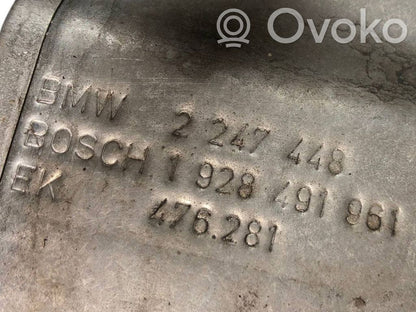 Ovoko
BMW 2 247 448
BOSCH 1 928 491 961
EK 476.281